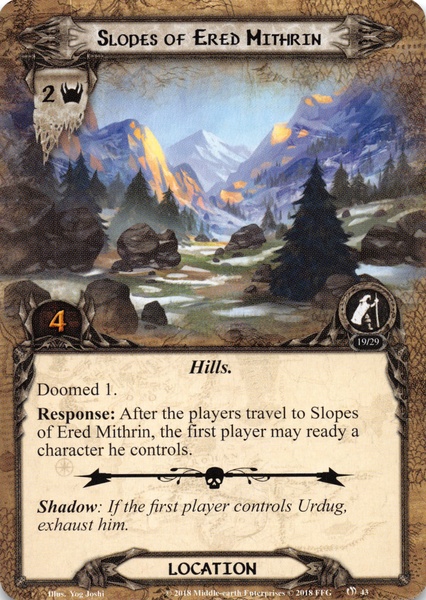 Slopes of Ered Mithrin
2
4
19/29
Hills.
Doomed 1.
Response: After the players travel to Slopes
of Ered Mithrin, the first player may ready a
character he controls.
Shadow: If the first player controls Urdug,
exhaust him.
LOCATION
Illus. Yog Joshi
© 2018 Middle-earth Enterprises © 2018 FFG
43